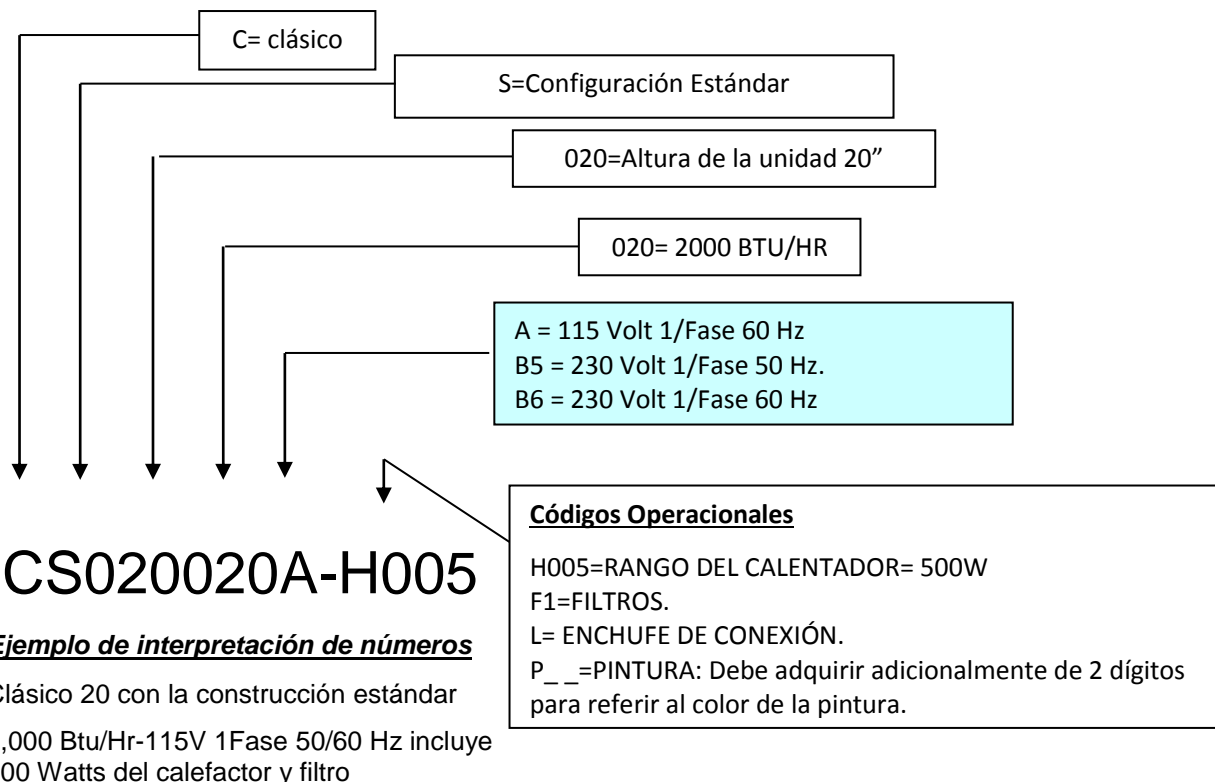 C= clásico
S=Configuración Estándar
020=Altura de la unidad 20”
020= 2000 BTU/HR
A = 115 Volt 1/Fase 60 Hz
B5 = 230 Volt 1/Fase 50 Hz.
B6 = 230 Volt 1/Fase 60 Hz
Códigos Operacionales
H005=RANGO DEL CALENTADOR= 500W
F1=FILTROS.
L= ENCHUFE DE CONEXIÓN.
P_ _=PINTURA: Debe adquirir adicionalmente de 2 dígitos
para referir al color de la pintura.
CS020020A-H005
Ejemplo de interpretación de números
Clásico 20 con la construcción estándar
,000 Btu/Hr-115V 1Fase 50/60 Hz incluye
00 Watts del calefactor y filtro